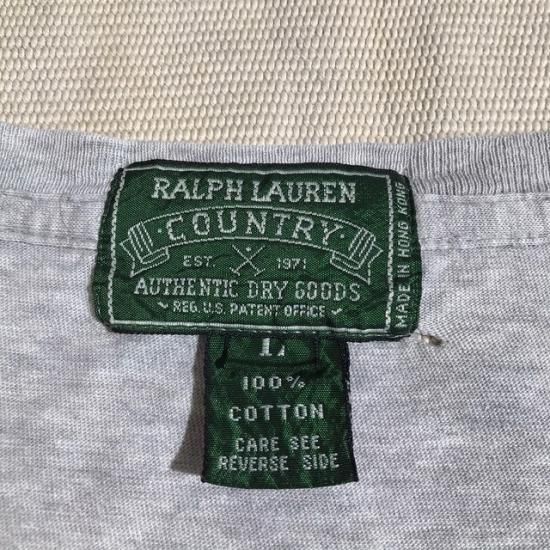 RALPH LAUREN
COUNTRY
EST. 1971
AUTHENTIC DRY GOODS
REG. U.S. PATENT OFFICE
MADE IN HONG KONG
L
100%
COTTON
CARE SEE
REVERSE SIDE